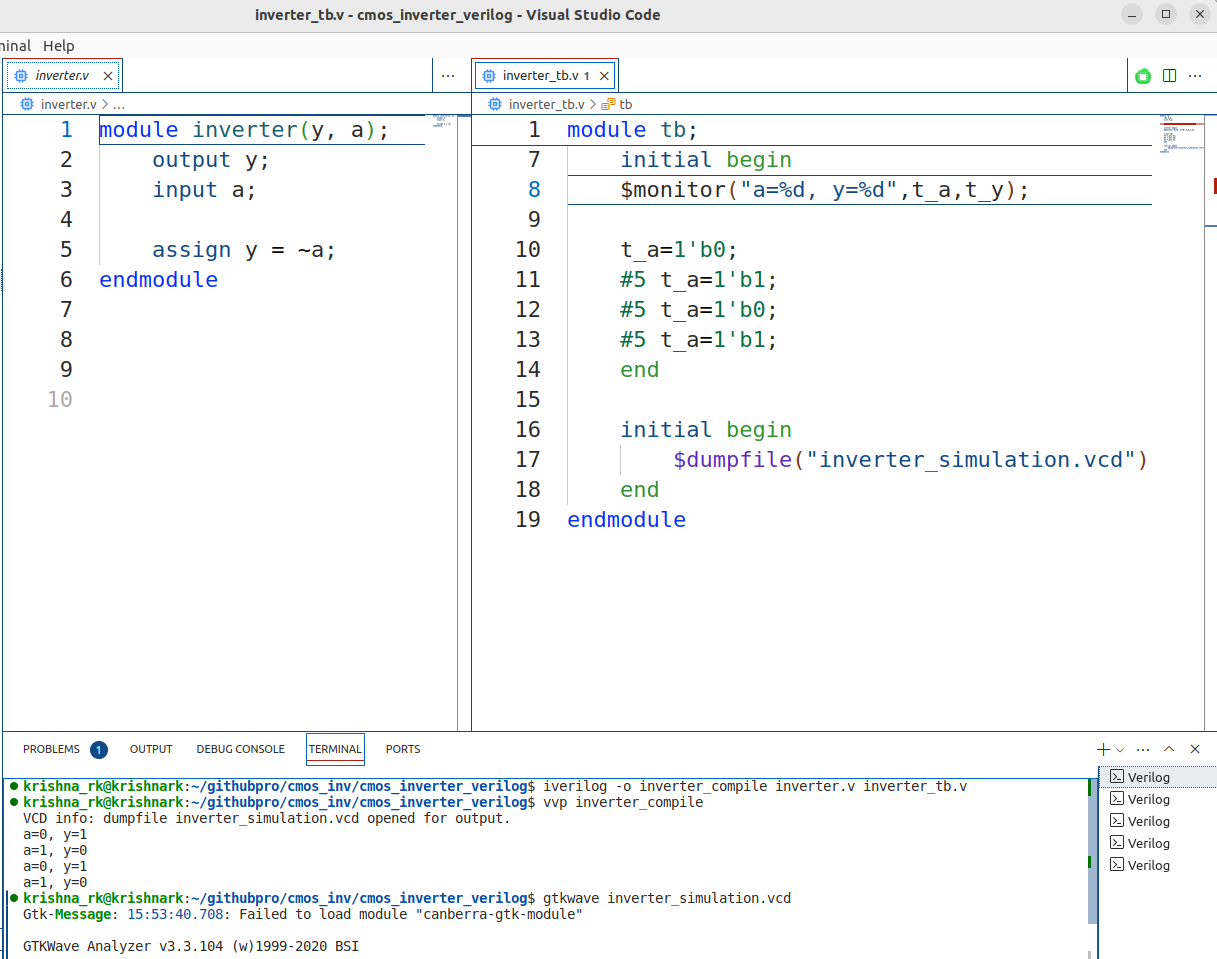 inverter_tb.v - cmos_inverter_verilog - Visual Studio Code
minal Help
inverter.v
inverter_tb.v 1
inverter.v > ...
inverter_tb.v > tb
1 module inverter(y, a);
2 output y;
3 input a;
4
5 assign y = ~a;
6 endmodule
7
8
9
10
1 module tb;
7 initial begin
8 $monitor("a=%d, y=%d",t_a,t_y);
9
10 t_a=1'b0;
11 #5 t_a=1'b1;
12 #5 t_a=1'b0;
13 #5 t_a=1'b1;
14 end
15
16 initial begin
17 $dumpfile("inverter_simulation.vcd")
18 end
19 endmodule
PROBLEMS 1 OUTPUT DEBUG CONSOLE TERMINAL PORTS
krishna_rk@krishnark:~/githubpro/cmos_inv/cmos_inverter_verilog$ iverilog -o inverter_compile inverter.v inverter_tb.v
krishna_rk@krishnark:~/githubpro/cmos_inv/cmos_inverter_verilog$ vvp inverter_compile
VCD info: dumpfile inverter_simulation.vcd opened for output.
a=0, y=1
a=1, y=0
a=0, y=1
a=1, y=0
krishna_rk@krishnark:~/githubpro/cmos_inv/cmos_inverter_verilog$ gtkwave inverter_simulation.vcd
Gtk-Message: 15:53:40.708: Failed to load module "canberra-gtk-module"
GTKWave Analyzer v3.3.104 (w)1999-2020 BSI
Verilog
Verilog
Verilog
Verilog
Verilog